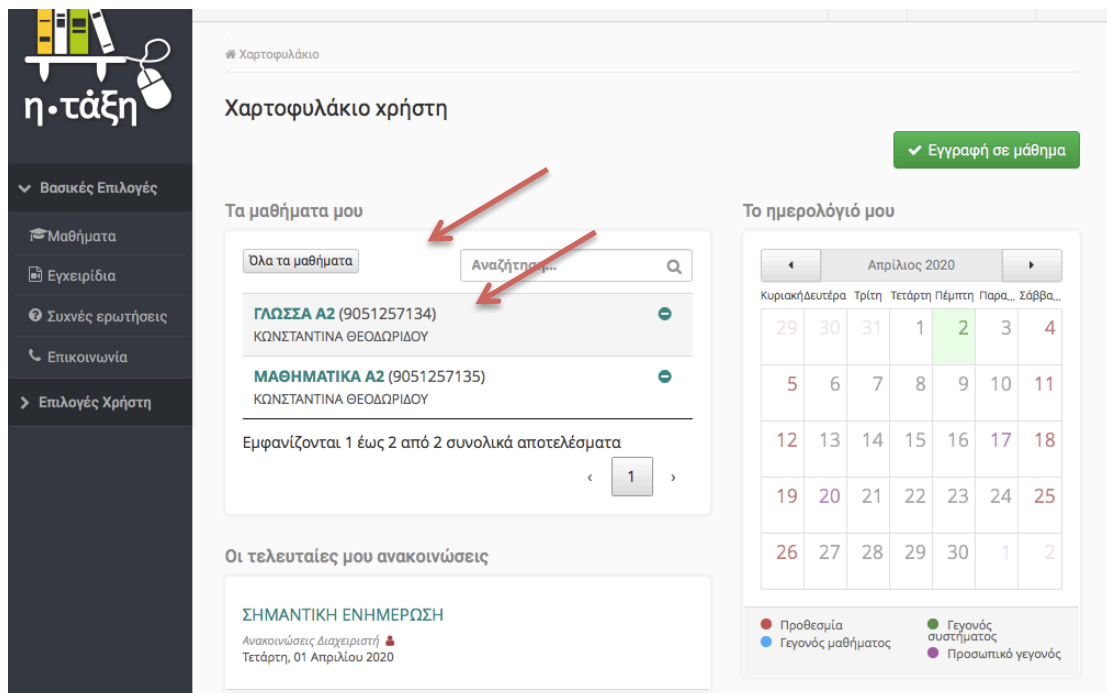 η•τάξη
Βασικές Επιλογές
Μαθήματα
Εγχειρίδια
Συχνές ερωτήσεις
Επικοινωνία
Επιλογές Χρήστη
Χαρτοφυλάκιο
Χαρτοφυλάκιο χρήστη
Εγγραφή σε μάθημα
Τα μαθήματα μου
Όλα τα μαθήματα
Αναζήτηση...
ΓΛΩΣΣΑ Α2 (9051257134)
ΚΩΝΣΤΑΝΤΙΝΑ ΘΕΟΔΩΡΙΔΟΥ
ΜΑΘΗΜΑΤΙΚΑ Α2 (9051257135)
ΚΩΝΣΤΑΝΤΙΝΑ ΘΕΟΔΩΡΙΔΟΥ
Εμφανίζονται 1 έως 2 από 2 συνολικά αποτελέσματα
‹ 1 ›
Οι τελευταίες μου ανακοινώσεις
ΣΗΜΑΝΤΙΚΗ ΕΝΗΜΕΡΩΣΗ
Ανακοινώσεις Διαχειριστή
Τετάρτη, 01 Απριλίου 2020
Το ημερολόγιό μου
Απρίλιος 2020
Κυριακή Δευτέρα Τρίτη Τετάρτη Πέμπτη Παρα... Σάββα...
29 30 31 1 2 3 4
5 6 7 8 9 10 11
12 13 14 15 16 17 18
19 20 21 22 23 24 25
26 27 28 29 30 1 2
Προθεσμία
Γεγονός μαθήματος
Γεγονός
συστήματος
Προσωπικό γεγονός